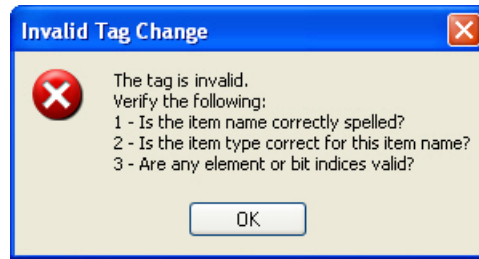 Invalid Tag Change
The tag is invalid.
Verify the following:
1 - Is the item name correctly spelled?
2 - Is the item type correct for this item name?
3 - Are any element or bit indices valid?
OK